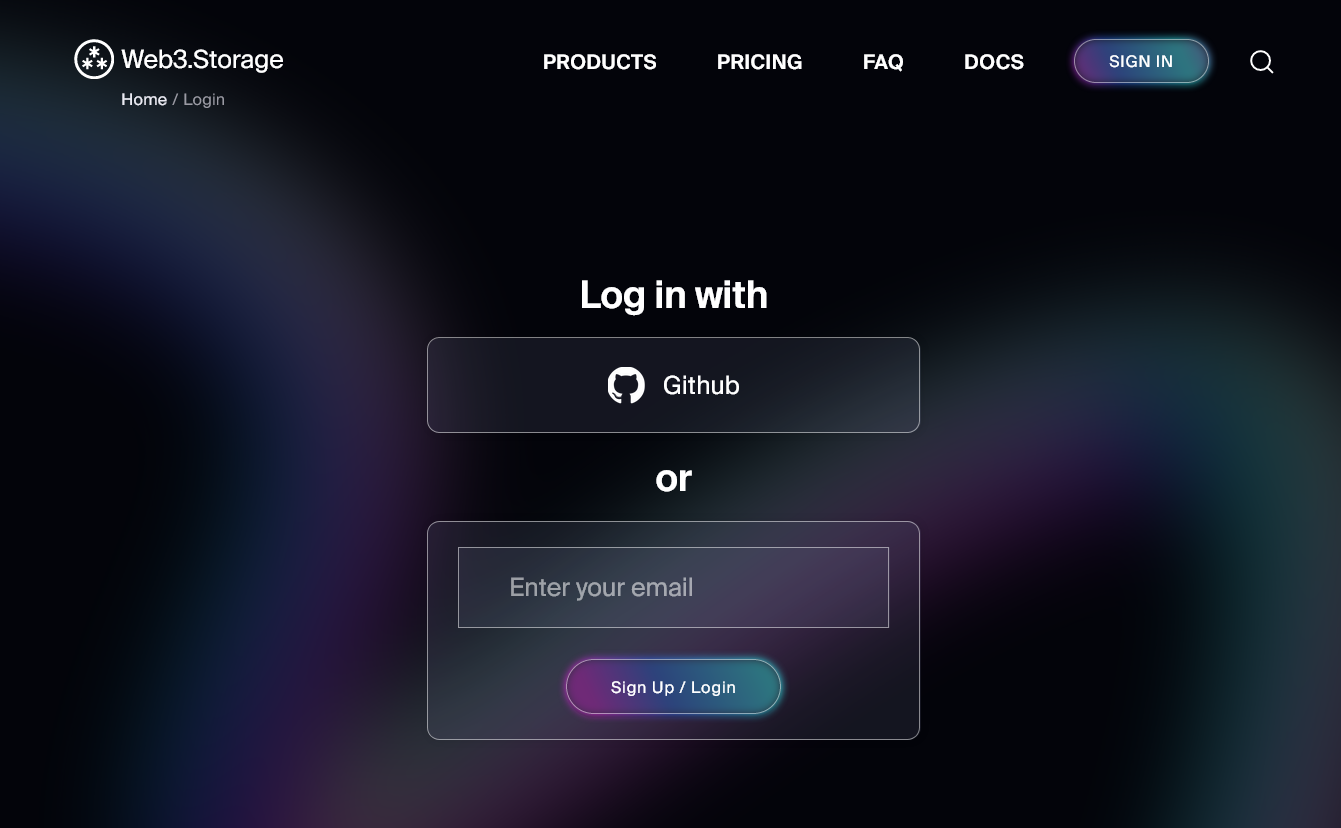 Web3.Storage
PRODUCTS PRICING FAQ DOCS SIGN IN
Home / Login
Log in with
Github
or
Enter your email
Sign Up / Login